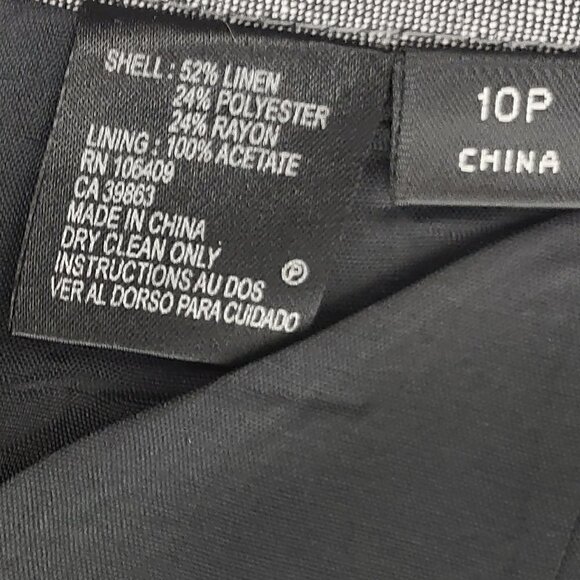 SHELL : 52% LINEN
24% POLYESTER
24% RAYON
LINING : 100% ACETATE
RN 106409
CA 39863
MADE IN CHINA
DRY CLEAN ONLY
INSTRUCTIONS AU DOS
VER AL DORSO PARA CUIDADO
P
10P
CHINA